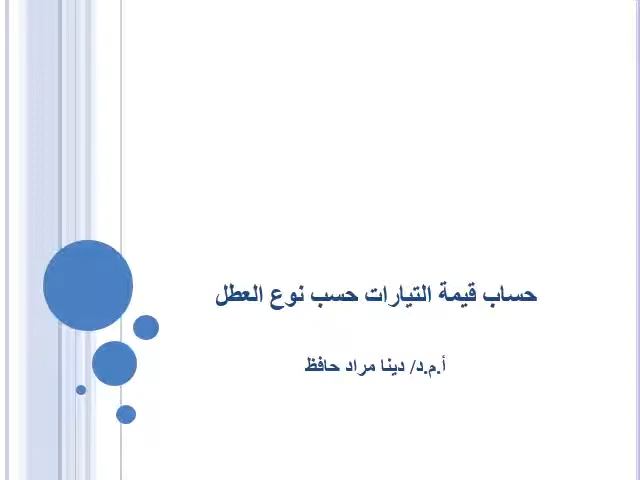 حساب قيمة التيارات حسب نوع العطل
أ.م.د/ دينا مراد حافظ